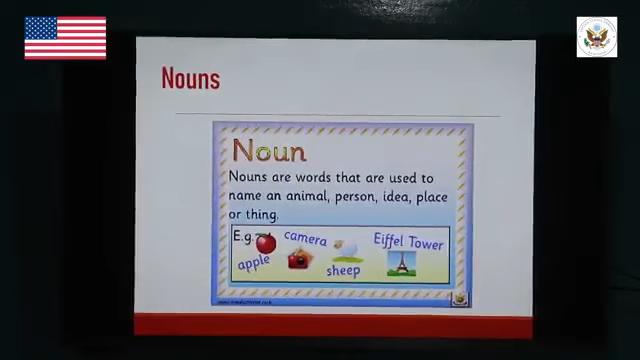 Nouns
Noun
Nouns are words that are used to
name an animal, person, idea, place
or thing.
E.g.
camera
Eiffel Tower
apple
sheep